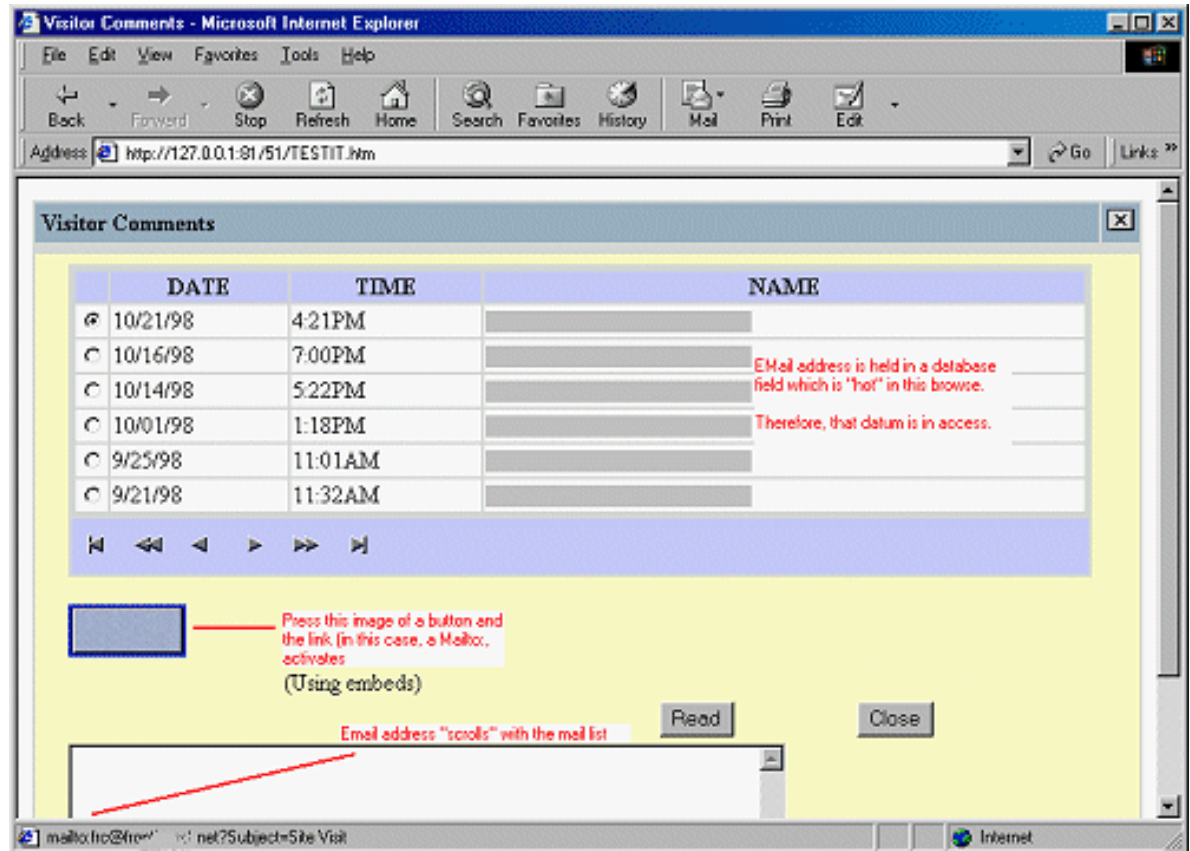 Visitor Comments - Microsoft Internet Explorer
File Edit View Favorites Tools Help
Back Forward Stop Refresh Home Search Favorites History Mail Print Edit
Address http://127.0.0.1:81/51/TESTIT.htm Go Links »
Visitor Comments
DATE TIME NAME
10/21/98 4:21PM
10/16/98 7:00PM
10/14/98 5:22PM
10/01/98 1:18PM
9/25/98 11:01AM
9/21/98 11:32AM
EMail address is held in a database
field which is "hot" in this browse.
Therefore, that datum is in access.
Press this image of a button and
the link (in this case, a Mailto:,
activates
(Using embeds)
Read Close
Email address "scrolls" with the mail list
net?Subject=Site Visit Internet